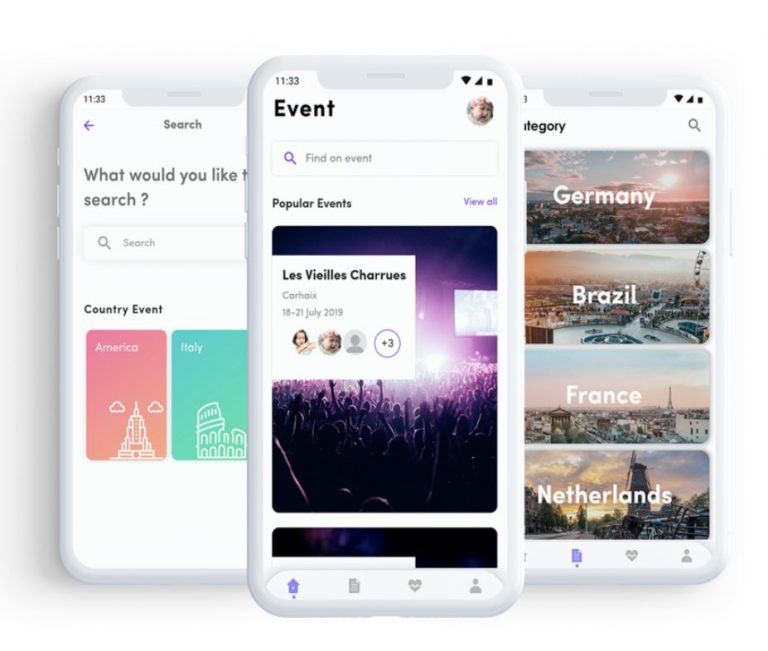 11:33
Search
What would you like t
search ?
Search
Country Event
America
Italy
11:33
Event
Find on event
Popular Events
View all
Les Vieilles Charrues
Carhaix
18-21 July 2019
+3
3
ategory
Germany
Brazil
France
Netherlands